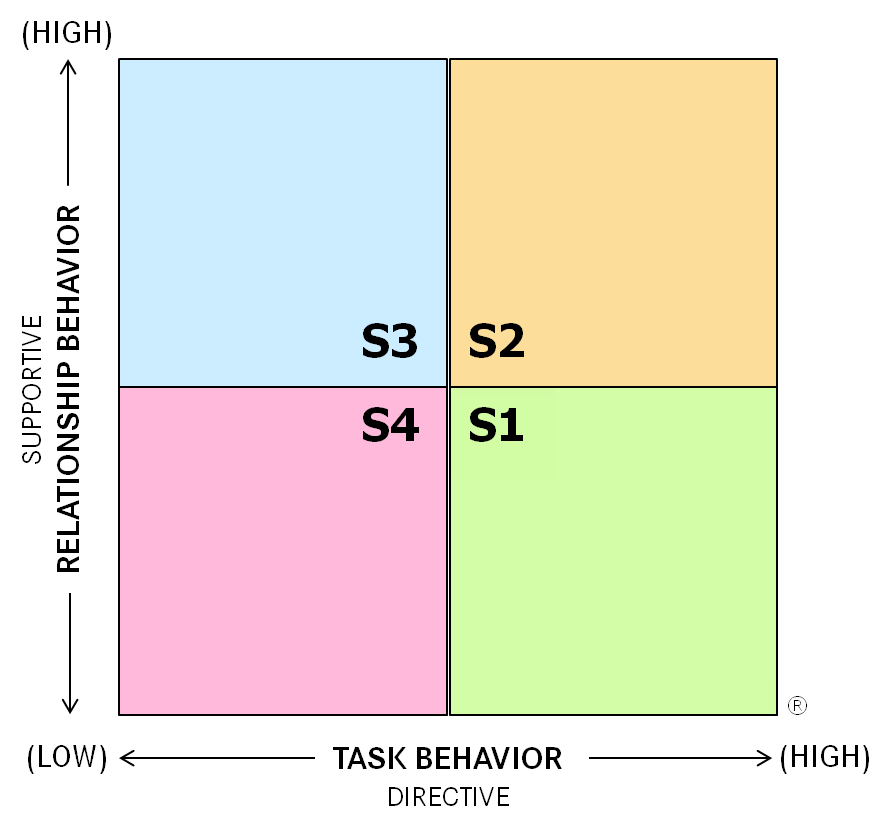 (HIGH)
SUPPORTIVE
RELATIONSHIP BEHAVIOR
S3
S2
S4
S1
®
(LOW)
TASK BEHAVIOR
(HIGH)
DIRECTIVE